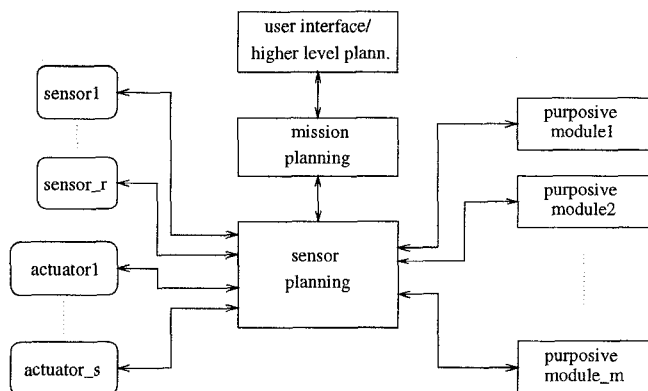 user interface/
higher level plann.
sensor1
mission
planning
purposive
module1
sensor_r
purposive
module2
sensor
planning
actuator1
actuator_s
purposive
module_m